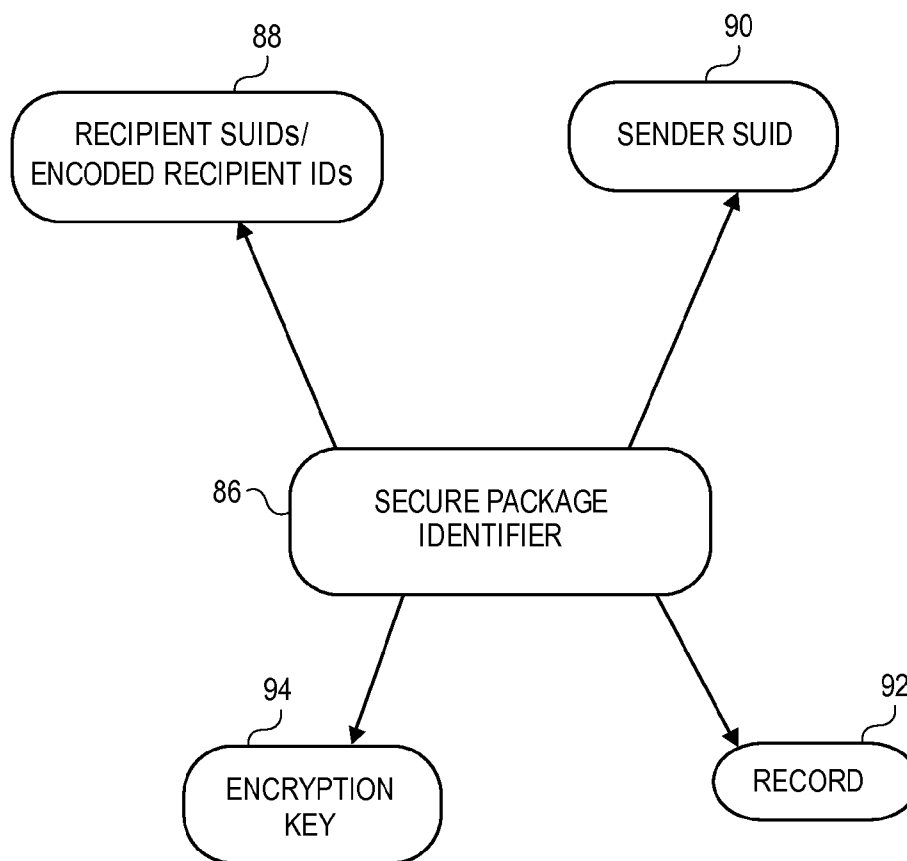 88
RECIPIENT SUIDs/
ENCODED RECIPIENT IDs
90
SENDER SUID
86
SECURE PACKAGE
IDENTIFIER
94
ENCRYPTION
KEY
92
RECORD